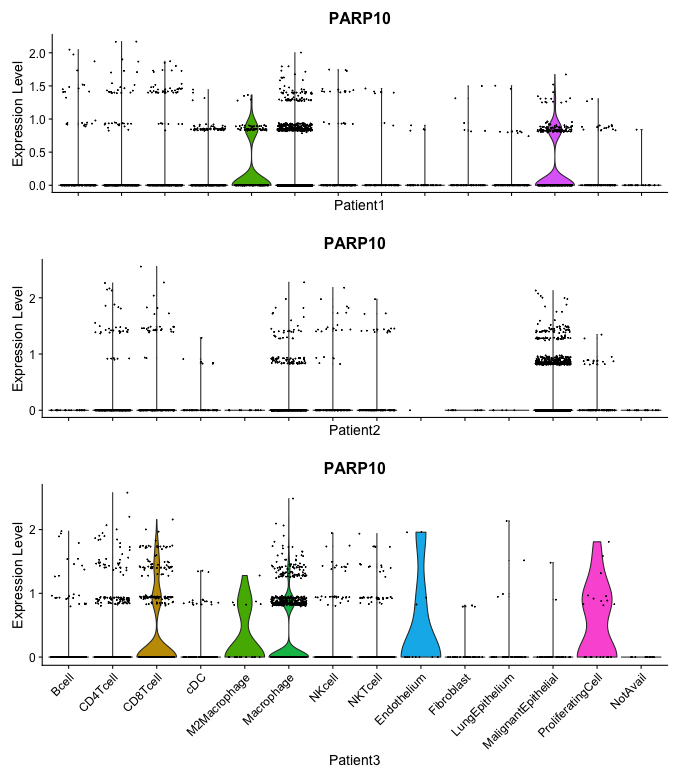 PARP10
Expression Level
2.0
1.5
1.0
0.5
0.0
Patient1
PARP10
Expression Level
2
1
0
Patient2
PARP10
Expression Level
2
1
0
Bcell
CD4Tcell
CD8Tcell
cDC
M2Macrophage
Macrophage
NKcell
NKTcell
Endothelium
Fibroblast
LungEpithelium
MalignantEpithelial
ProliferatingCell
NotAvail
Patient3